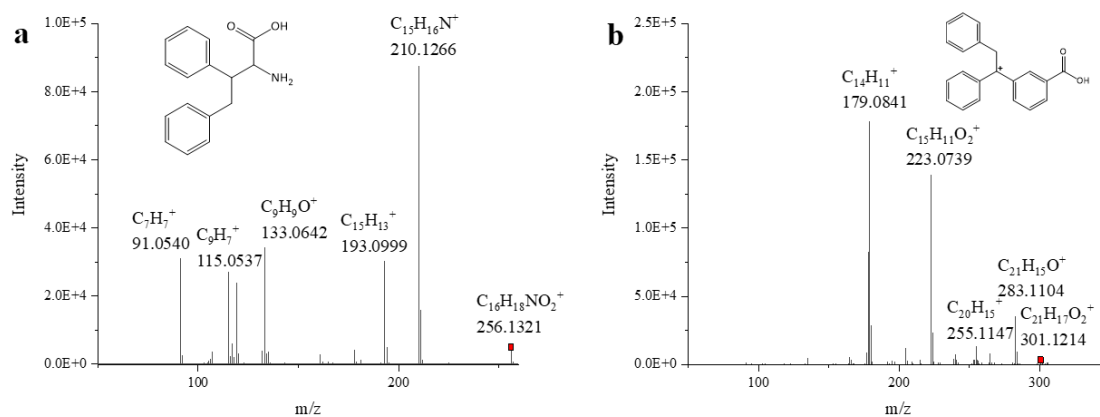 a
1.0E+5
8.0E+4
6.0E+4
4.0E+4
2.0E+4
0.0E+0
Intensity
O
OH
NH₂
C₁₅H₁₆N⁺
210.1266
C₇H₇⁺
91.0540
C₉H₇⁺
115.0537
C₉H₉O⁺
133.0642
C₁₅H₁₃⁺
193.0999
C₁₆H₁₈NO₂⁺
256.1321
100
200
m/z
b
2.5E+5
2.0E+5
1.5E+5
1.0E+5
5.0E+4
0.0E+0
Intensity
+
O
OH
C₁₄H₁₁⁺
179.0841
C₁₅H₁₁O₂⁺
223.0739
C₂₁H₁₅O⁺
283.1104
C₂₀H₁₅⁺
255.1147
C₂₁H₁₇O₂⁺
301.1214
100
200
300
m/z